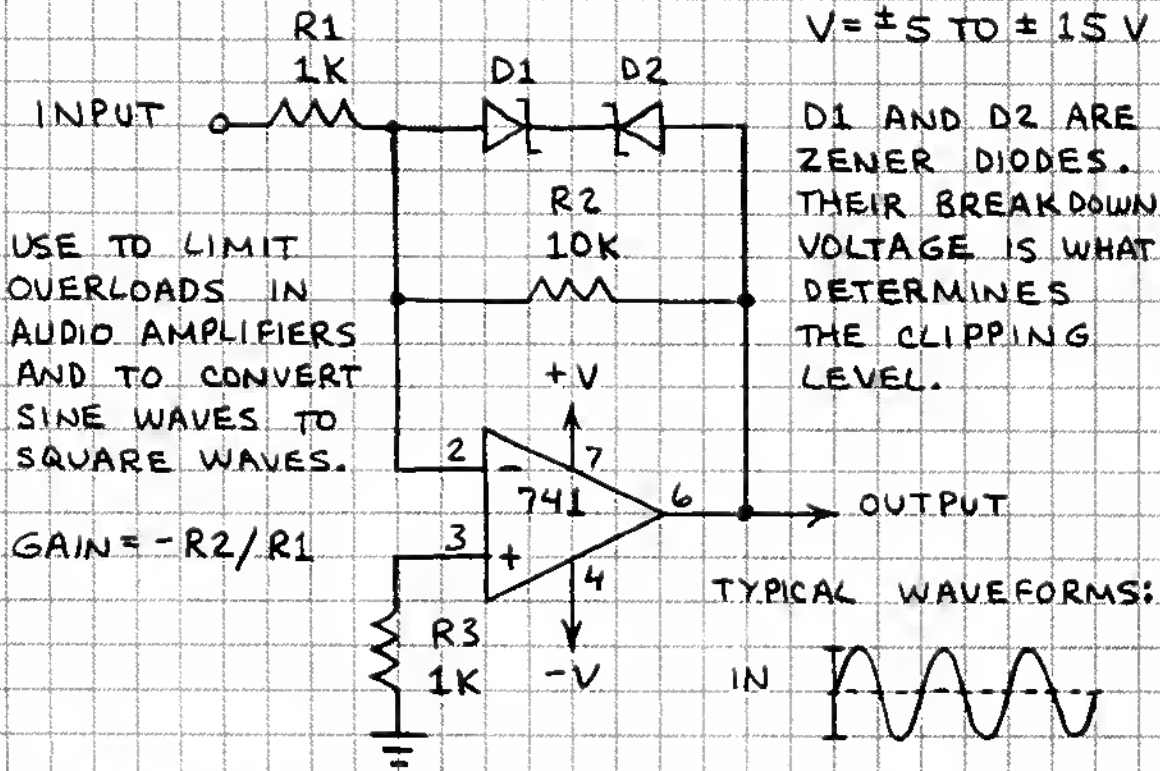 R1
1K
D1 D2
V = ±5 TO ± 15 V
INPUT
D1 AND D2 ARE
ZENER DIODES.
THEIR BREAKDOWN
VOLTAGE IS WHAT
DETERMINES
THE CLIPPING
LEVEL.
R2
10K
USE TO LIMIT
OVERLOADS IN
AUDIO AMPLIFIERS
AND TO CONVERT
SINE WAVES TO
SQUARE WAVES.
GAIN = -R2/R1
+V
2
-
7
741
6
3
+
4
OUTPUT
R3
1K
-V
TYPICAL WAVEFORMS:
IN